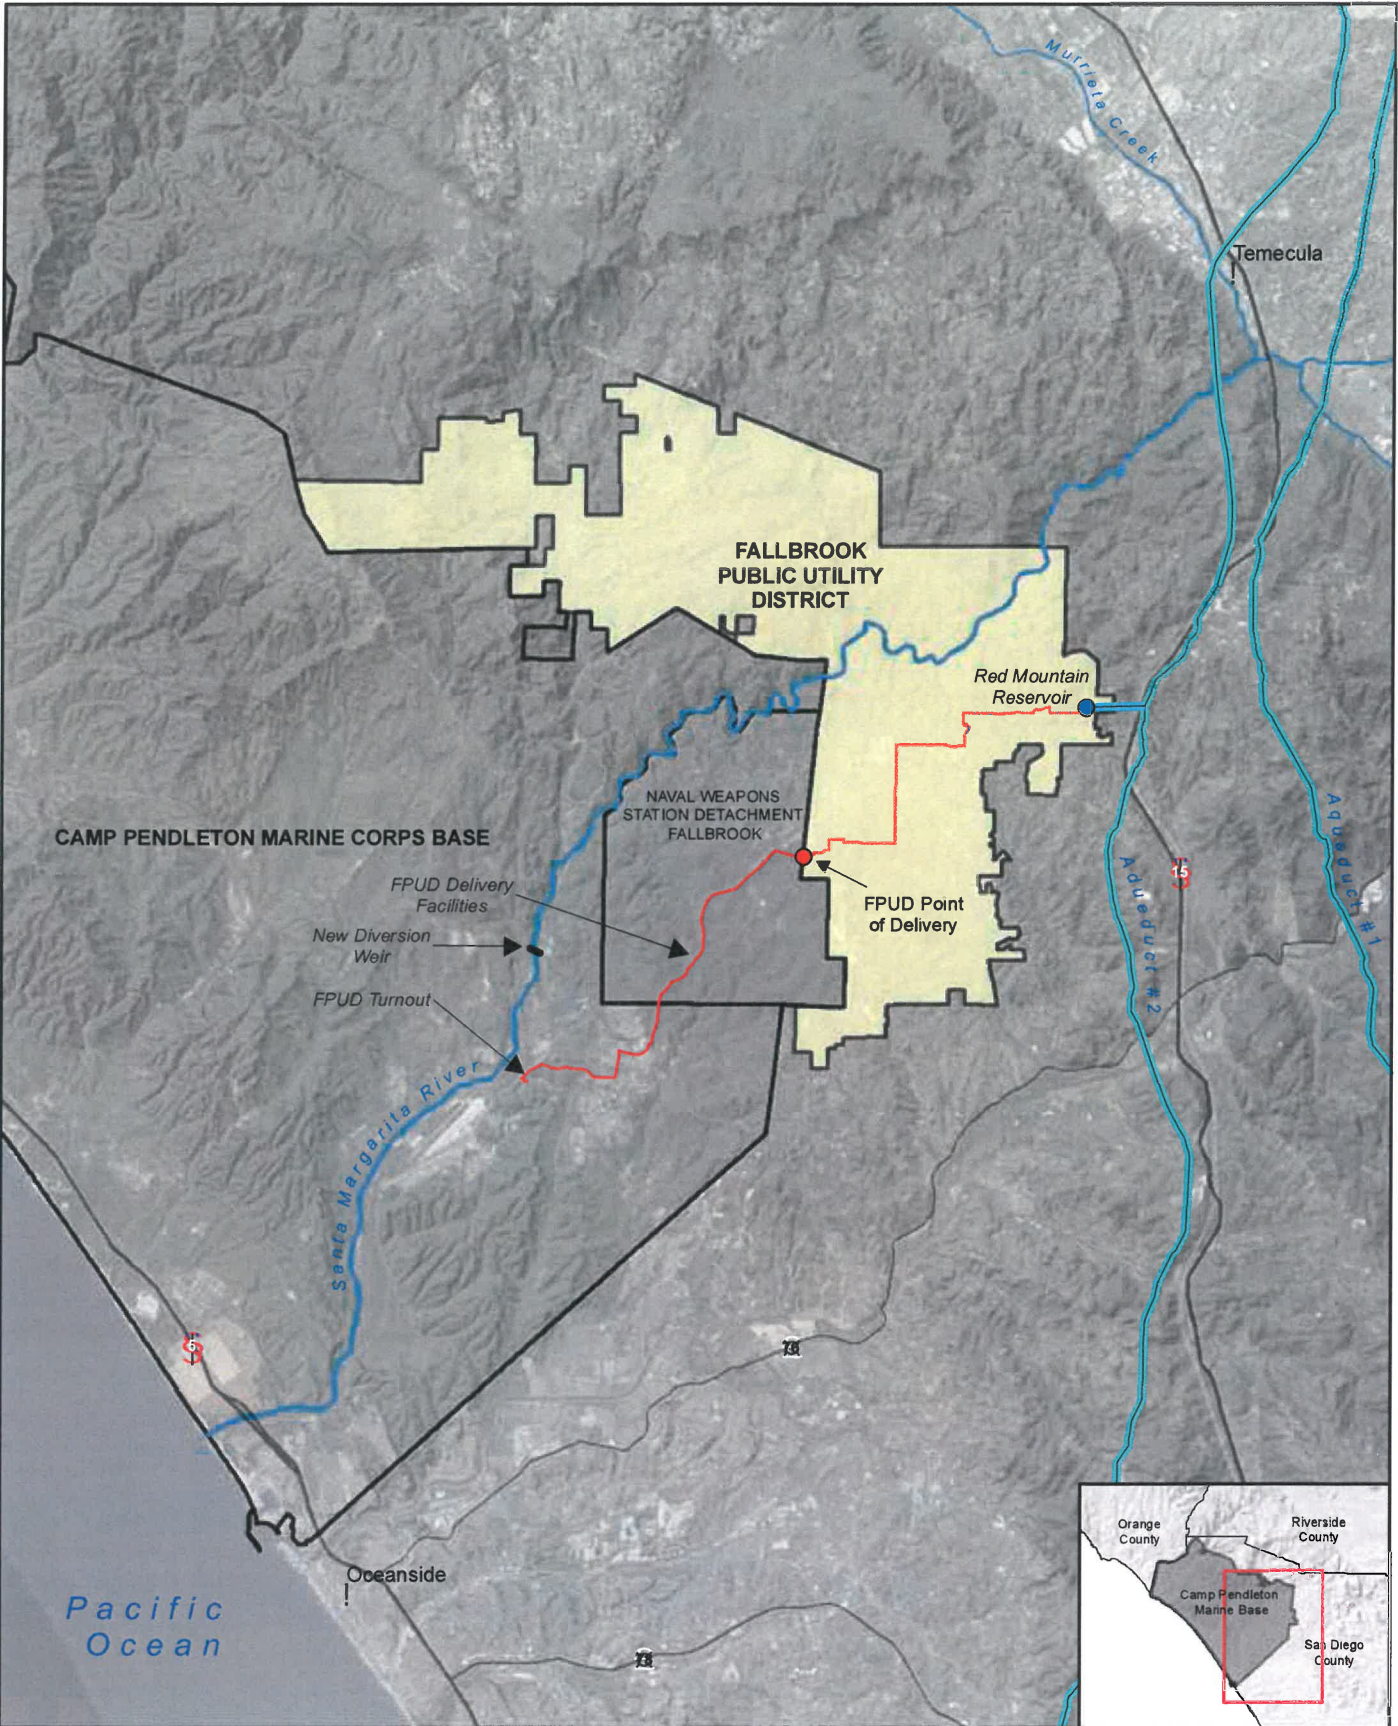 Murrieta Creek
Temecula
FALLBROOK
PUBLIC UTILITY
DISTRICT
Red Mountain
Reservoir
NAVAL WEAPONS
STATION DETACHMENT
FALLBROOK
CAMP PENDLETON MARINE CORPS BASE
FPUD Delivery
Facilities
New Diversion
Weir
FPUD Turnout
FPUD Point
of Delivery
15
Aqueduct #1
Aqueduct #2
Santa Margarita River
5
76
Oceanside
Pacific
Ocean
78
Orange
County
Riverside
County
Camp Pendleton
Marine Base
San Diego
County